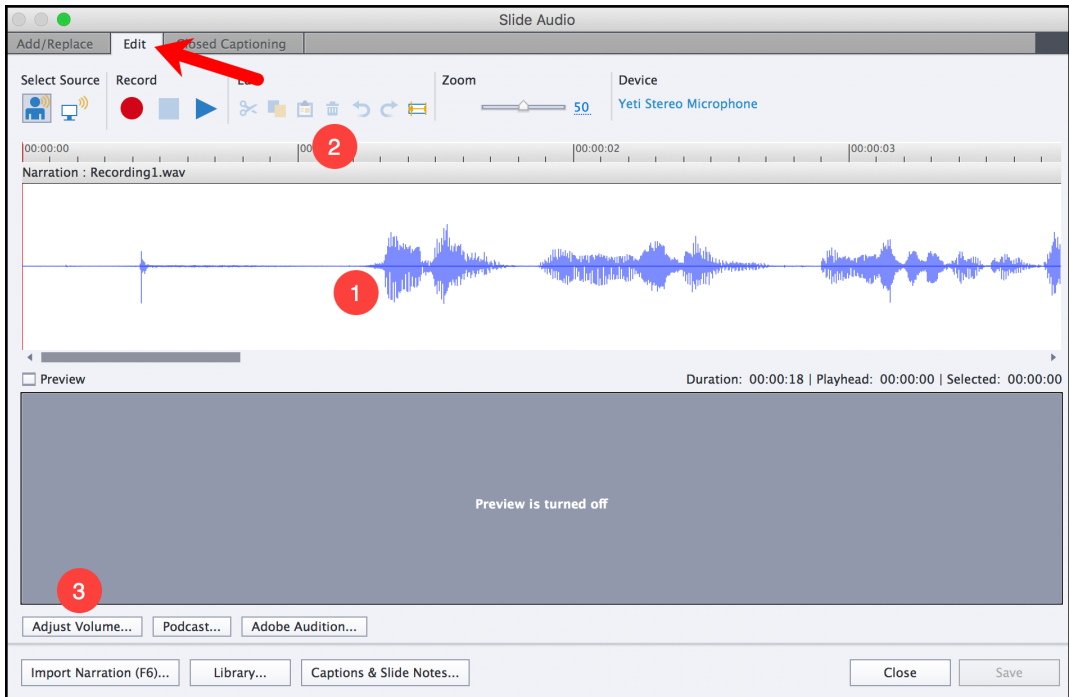 Slide Audio
Add/Replace Edit Closed Captioning
Select Source Record Zoom Device
50 Yeti Stereo Microphone
2
00:00:00 00 00:00:02 00:00:03
Narration : Recording1.wav
1
Preview Duration: 00:00:18 | Playhead: 00:00:00 | Selected: 00:00:00
Preview is turned off
3
Adjust Volume... Podcast... Adobe Audition...
Import Narration (F6)... Library... Captions & Slide Notes... Close Save